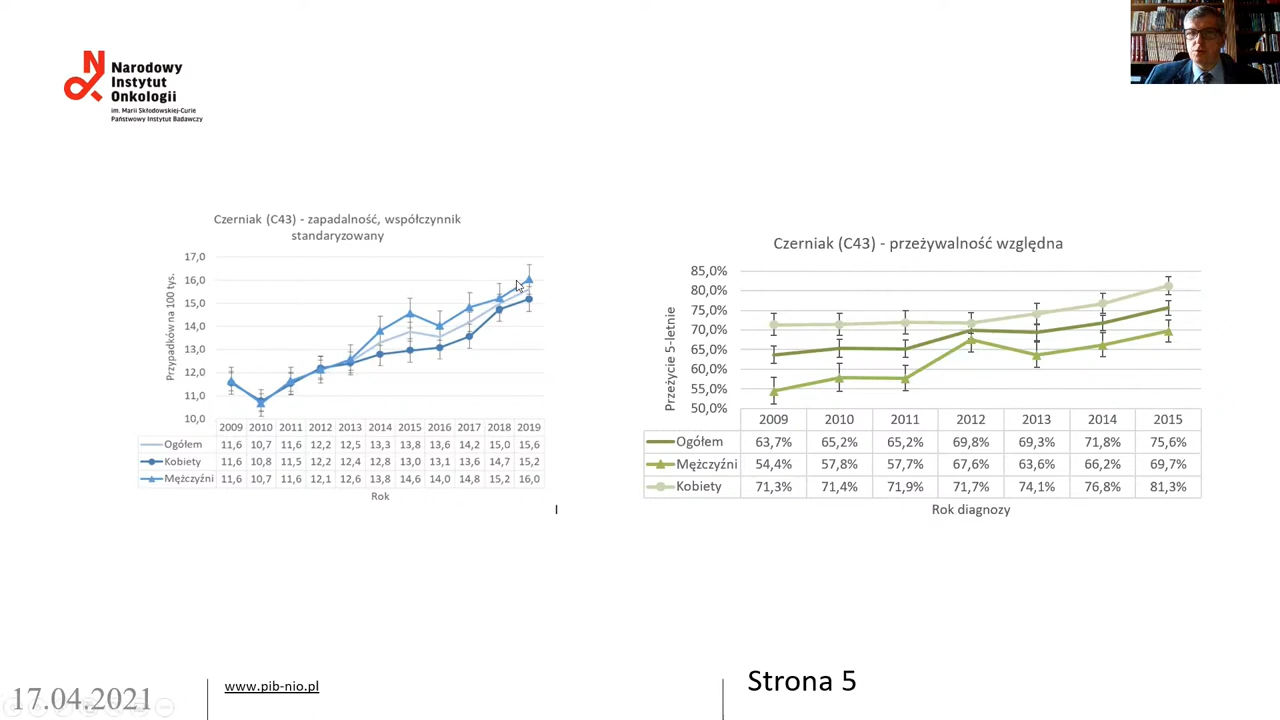 Narodowy
Instytut
Onkologii
im. Marii Skłodowskiej-Curie
Państwowy Instytut Badawczy
Czerniak (C43) - zapadalność, współczynnik
standaryzowany
Przypadków na 100 tys.
17,0
16,0
15,0
14,0
13,0
12,0
11,0
10,0
2009 2010 2011 2012 2013 2014 2015 2016 2017 2018 2019
Ogółem 11,6 10,7 11,6 12,2 12,5 13,3 13,8 13,6 14,2 15,0 15,6
Kobiety 11,6 10,8 11,5 12,2 12,4 12,8 13,0 13,1 13,6 14,7 15,2
Mężczyźni 11,6 10,7 11,6 12,1 12,6 13,8 14,6 14,0 14,8 15,2 16,0
Rok
Czerniak (C43) - przeżywalność względna
Przeżycie 5-letnie
85,0%
80,0%
75,0%
70,0%
65,0%
60,0%
55,0%
50,0%
2009 2010 2011 2012 2013 2014 2015
Ogółem 63,7% 65,2% 65,2% 69,8% 69,3% 71,8% 75,6%
Mężczyźni 54,4% 57,8% 57,7% 67,6% 63,6% 66,2% 69,7%
Kobiety 71,3% 71,4% 71,9% 71,7% 74,1% 76,8% 81,3%
Rok diagnozy
17.04.2021
www.pib-nio.pl
Strona 5